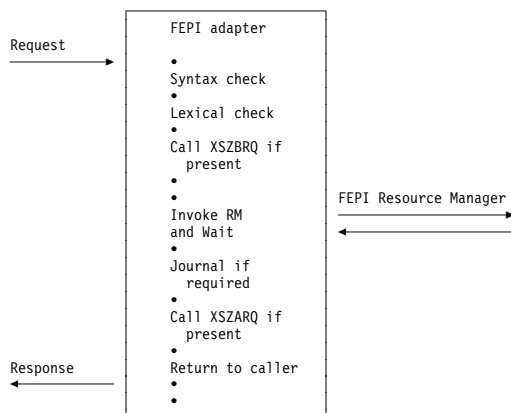 FEPI adapter
Request
•
Syntax check
•
Lexical check
•
Call XSZBRQ if
present
•
•
FEPI Resource Manager
Invoke RM
and Wait
•
Journal if
required
•
Call XSZARQ if
present
•
Response
Return to caller
•
•